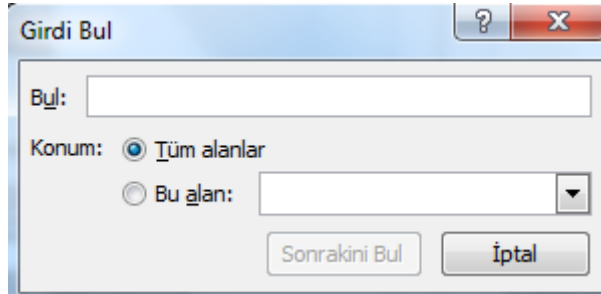 Girdi Bul
Bul:
Konum: Tüm alanlar
Bu alan:
Sonrakini Bul İptal